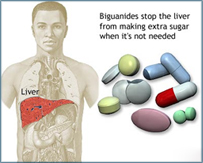 Biguanides stop the liver
from making extra sugar
when it's not needed
Liver